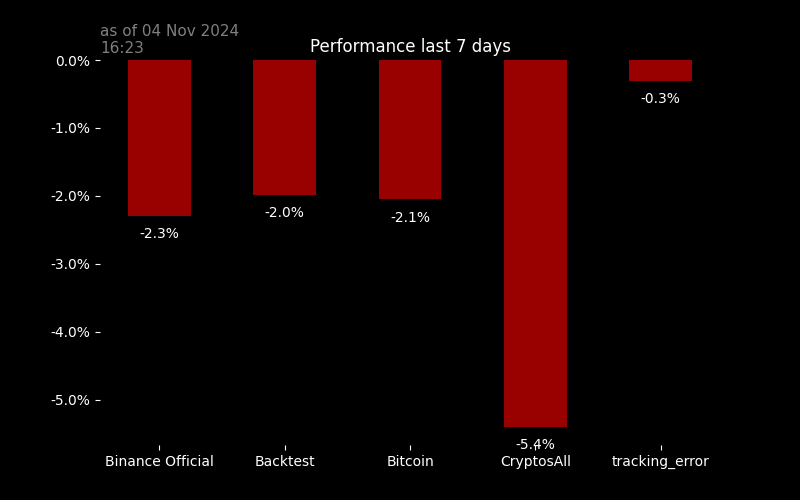 as of 04 Nov 2024
16:23
Performance last 7 days
0.0%
-1.0%
-2.0%
-3.0%
-4.0%
-5.0%
-2.3%
-2.0%
-2.1%
-5.4%
-0.3%
Binance Official
Backtest
Bitcoin
CryptosAll
tracking_error